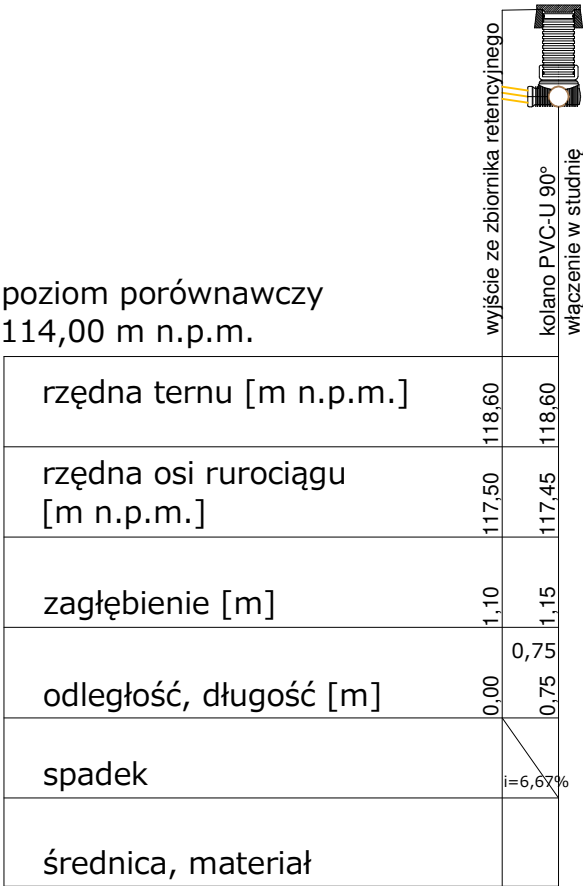 wyjście ze zbiornika retencyjnego
kolano PVC-U 90°
włączenie w studnię
poziom porównawczy
114,00 m n.p.m.
rzędna ternu [m n.p.m.]
118,60
118,60
rzędna osi rurociągu
[m n.p.m.]
117,50
117,45
zagłębienie [m]
1,10
1,15
0,75
odległość, długość [m]
0,00
0,75
spadek
i=6,67%
średnica, materiał